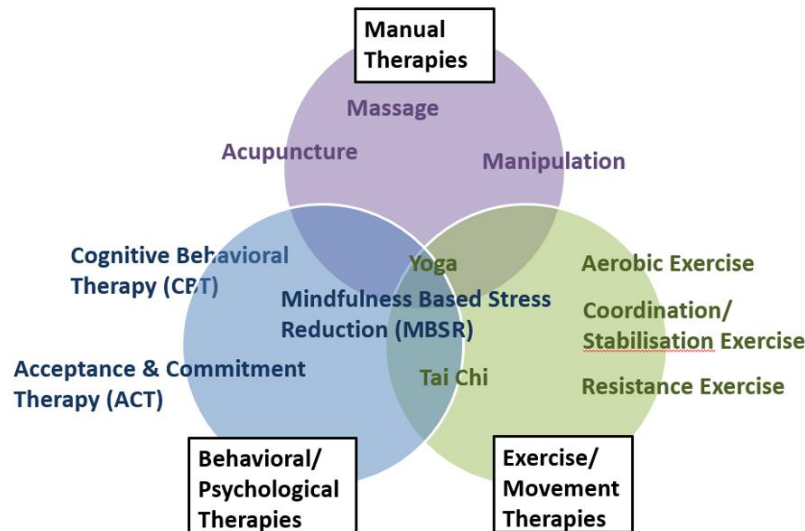 Manual
Therapies
Massage
Acupuncture
Manipulation
Cognitive Behavioral
Therapy (CBT)
Yoga
Aerobic Exercise
Mindfulness Based Stress
Reduction (MBSR)
Coordination/
Stabilisation Exercise
Acceptance & Commitment
Therapy (ACT)
Tai Chi
Resistance Exercise
Behavioral/
Psychological
Therapies
Exercise/
Movement
Therapies